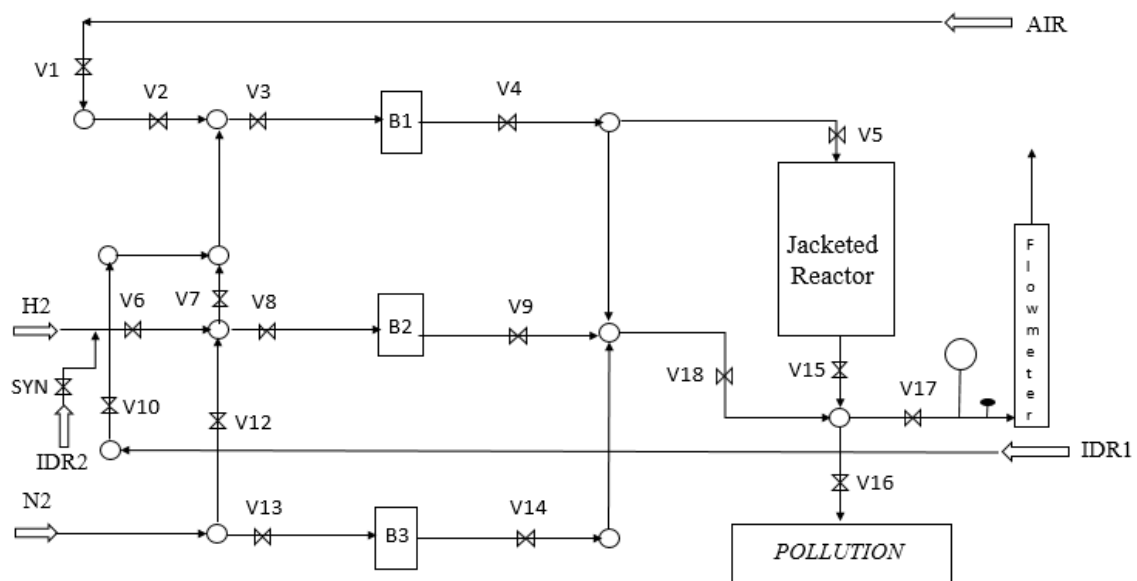 AIR
V1
V2
V3
V4
V5
B1
Jacketed
Reactor
Flowmeter
H2
V6
V7
V8
V9
B2
SYN
V10
V12
V18
V15
V17
IDR2
IDR1
N2
V13
V14
V16
B3
POLLUTION